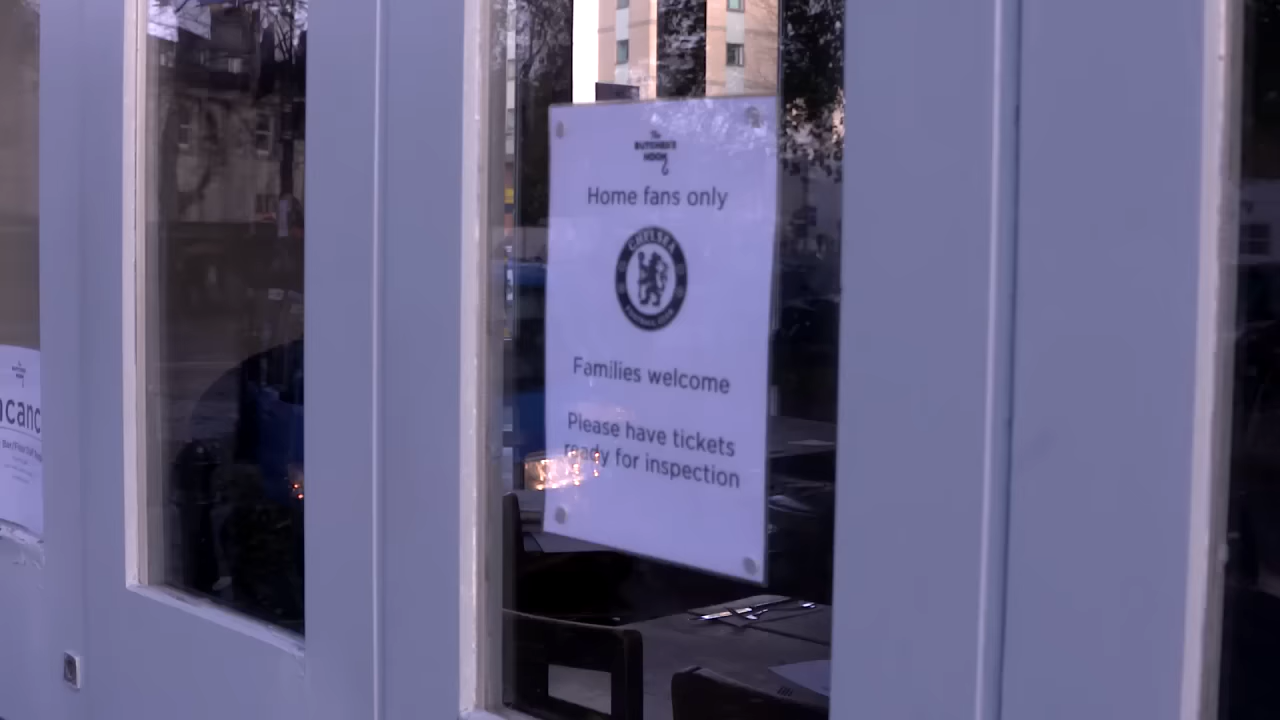 The
BUTCHER'S
HOOK
Home fans only
CHELSEA
FOOTBALL CLUB
Families welcome
Please have tickets
ready for inspection